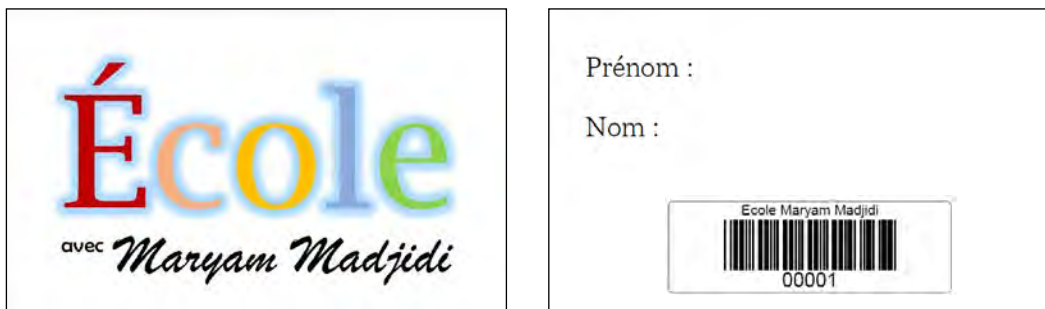 École
avec Maryam Madjidi
Prénom :
Nom :
Ecole Maryam Madjidi
00001